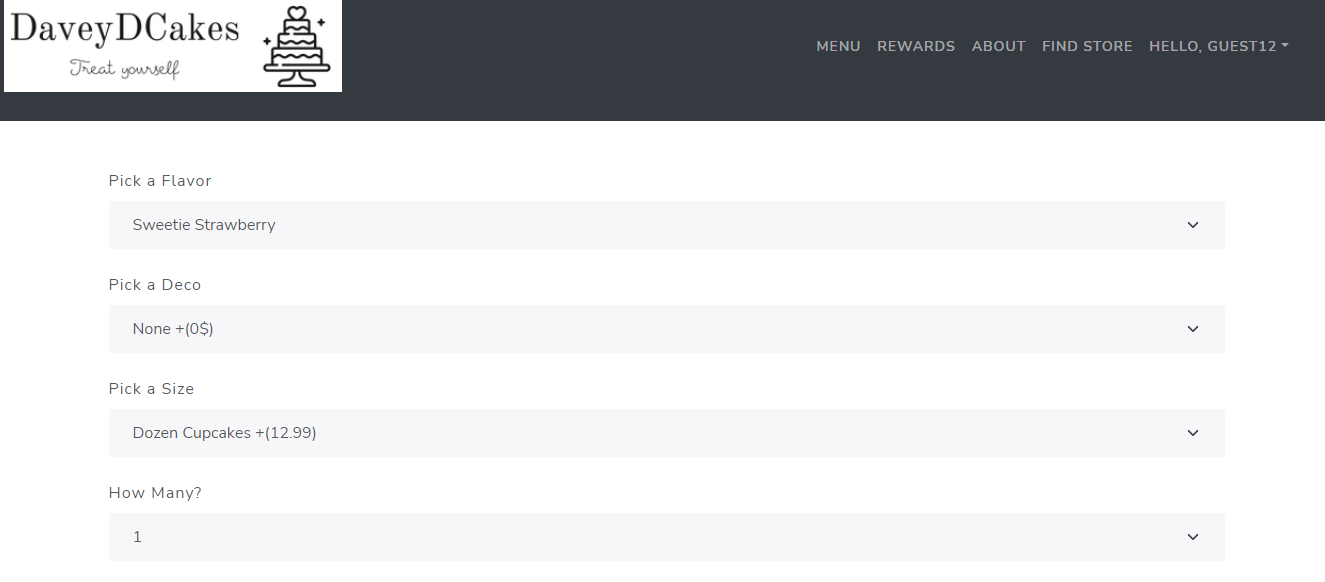 DaveyDCakes
Treat yourself
MENU REWARDS ABOUT FIND STORE HELLO, GUEST12
Pick a Flavor
Sweetie Strawberry
Pick a Deco
None +(0$)
Pick a Size
Dozen Cupcakes +(12.99)
How Many?
1